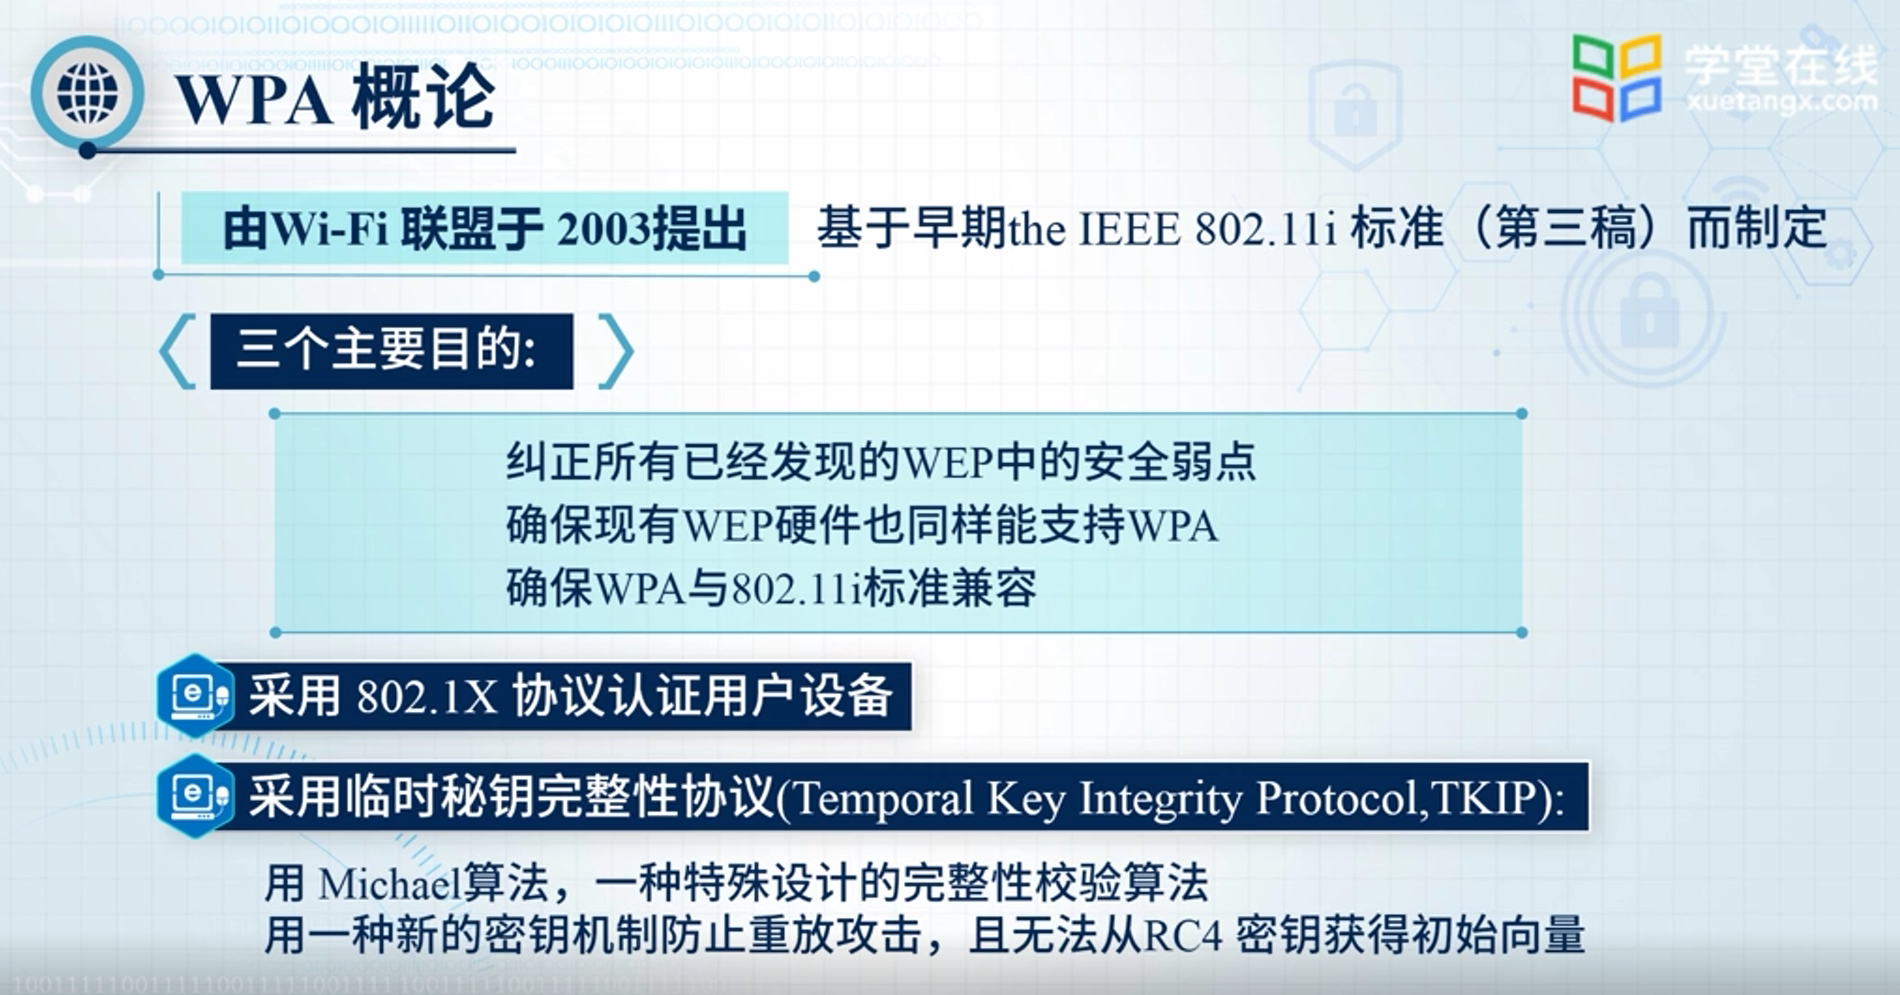 WPA 概论
学堂在线
xuetangx.com
由Wi-Fi 联盟于 2003提出 基于早期the IEEE 802.11i 标准（第三稿）而制定
三个主要目的:
纠正所有已经发现的WEP中的安全弱点
确保现有WEP硬件也同样能支持WPA
确保WPA与802.11i标准兼容
采用 802.1X 协议认证用户设备
采用临时秘钥完整性协议(Temporal Key Integrity Protocol,TKIP):
用 Michael算法，一种特殊设计的完整性校验算法
用一种新的密钥机制防止重放攻击，且无法从RC4 密钥获得初始向量